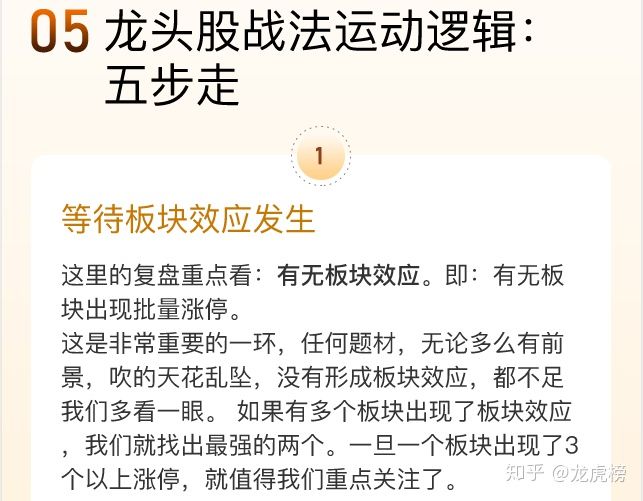 05 龙头股战法运动逻辑：
五步走
1
等待板块效应发生
这里的复盘重点看：有无板块效应。即：有无板
块出现批量涨停。
这是非常重要的一环，任何题材，无论多么有前
景，吹的天花乱坠，没有形成板块效应，都不足
我们多看一眼。 如果有多个板块出现了板块效应
，我们就找出最强的两个。一旦一个板块出现了3
个以上涨停，就值得我们重点关注了。
知乎 @龙虎榜